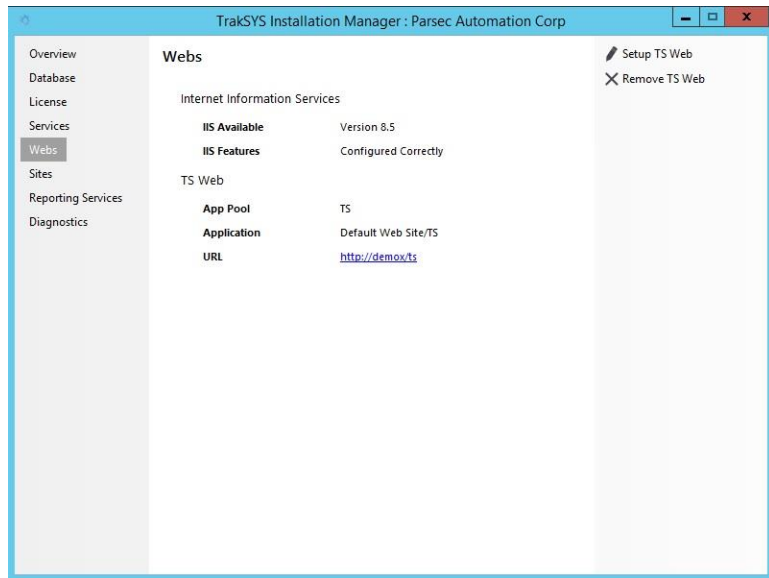 TrakSYS Installation Manager : Parsec Automation Corp
Overview
Database
License
Services
Webs
Sites
Reporting Services
Diagnostics
Webs
Internet Information Services
IIS Available Version 8.5
IIS Features Configured Correctly
TS Web
App Pool TS
Application Default Web Site/TS
URL http://demox/ts
Setup TS Web
Remove TS Web